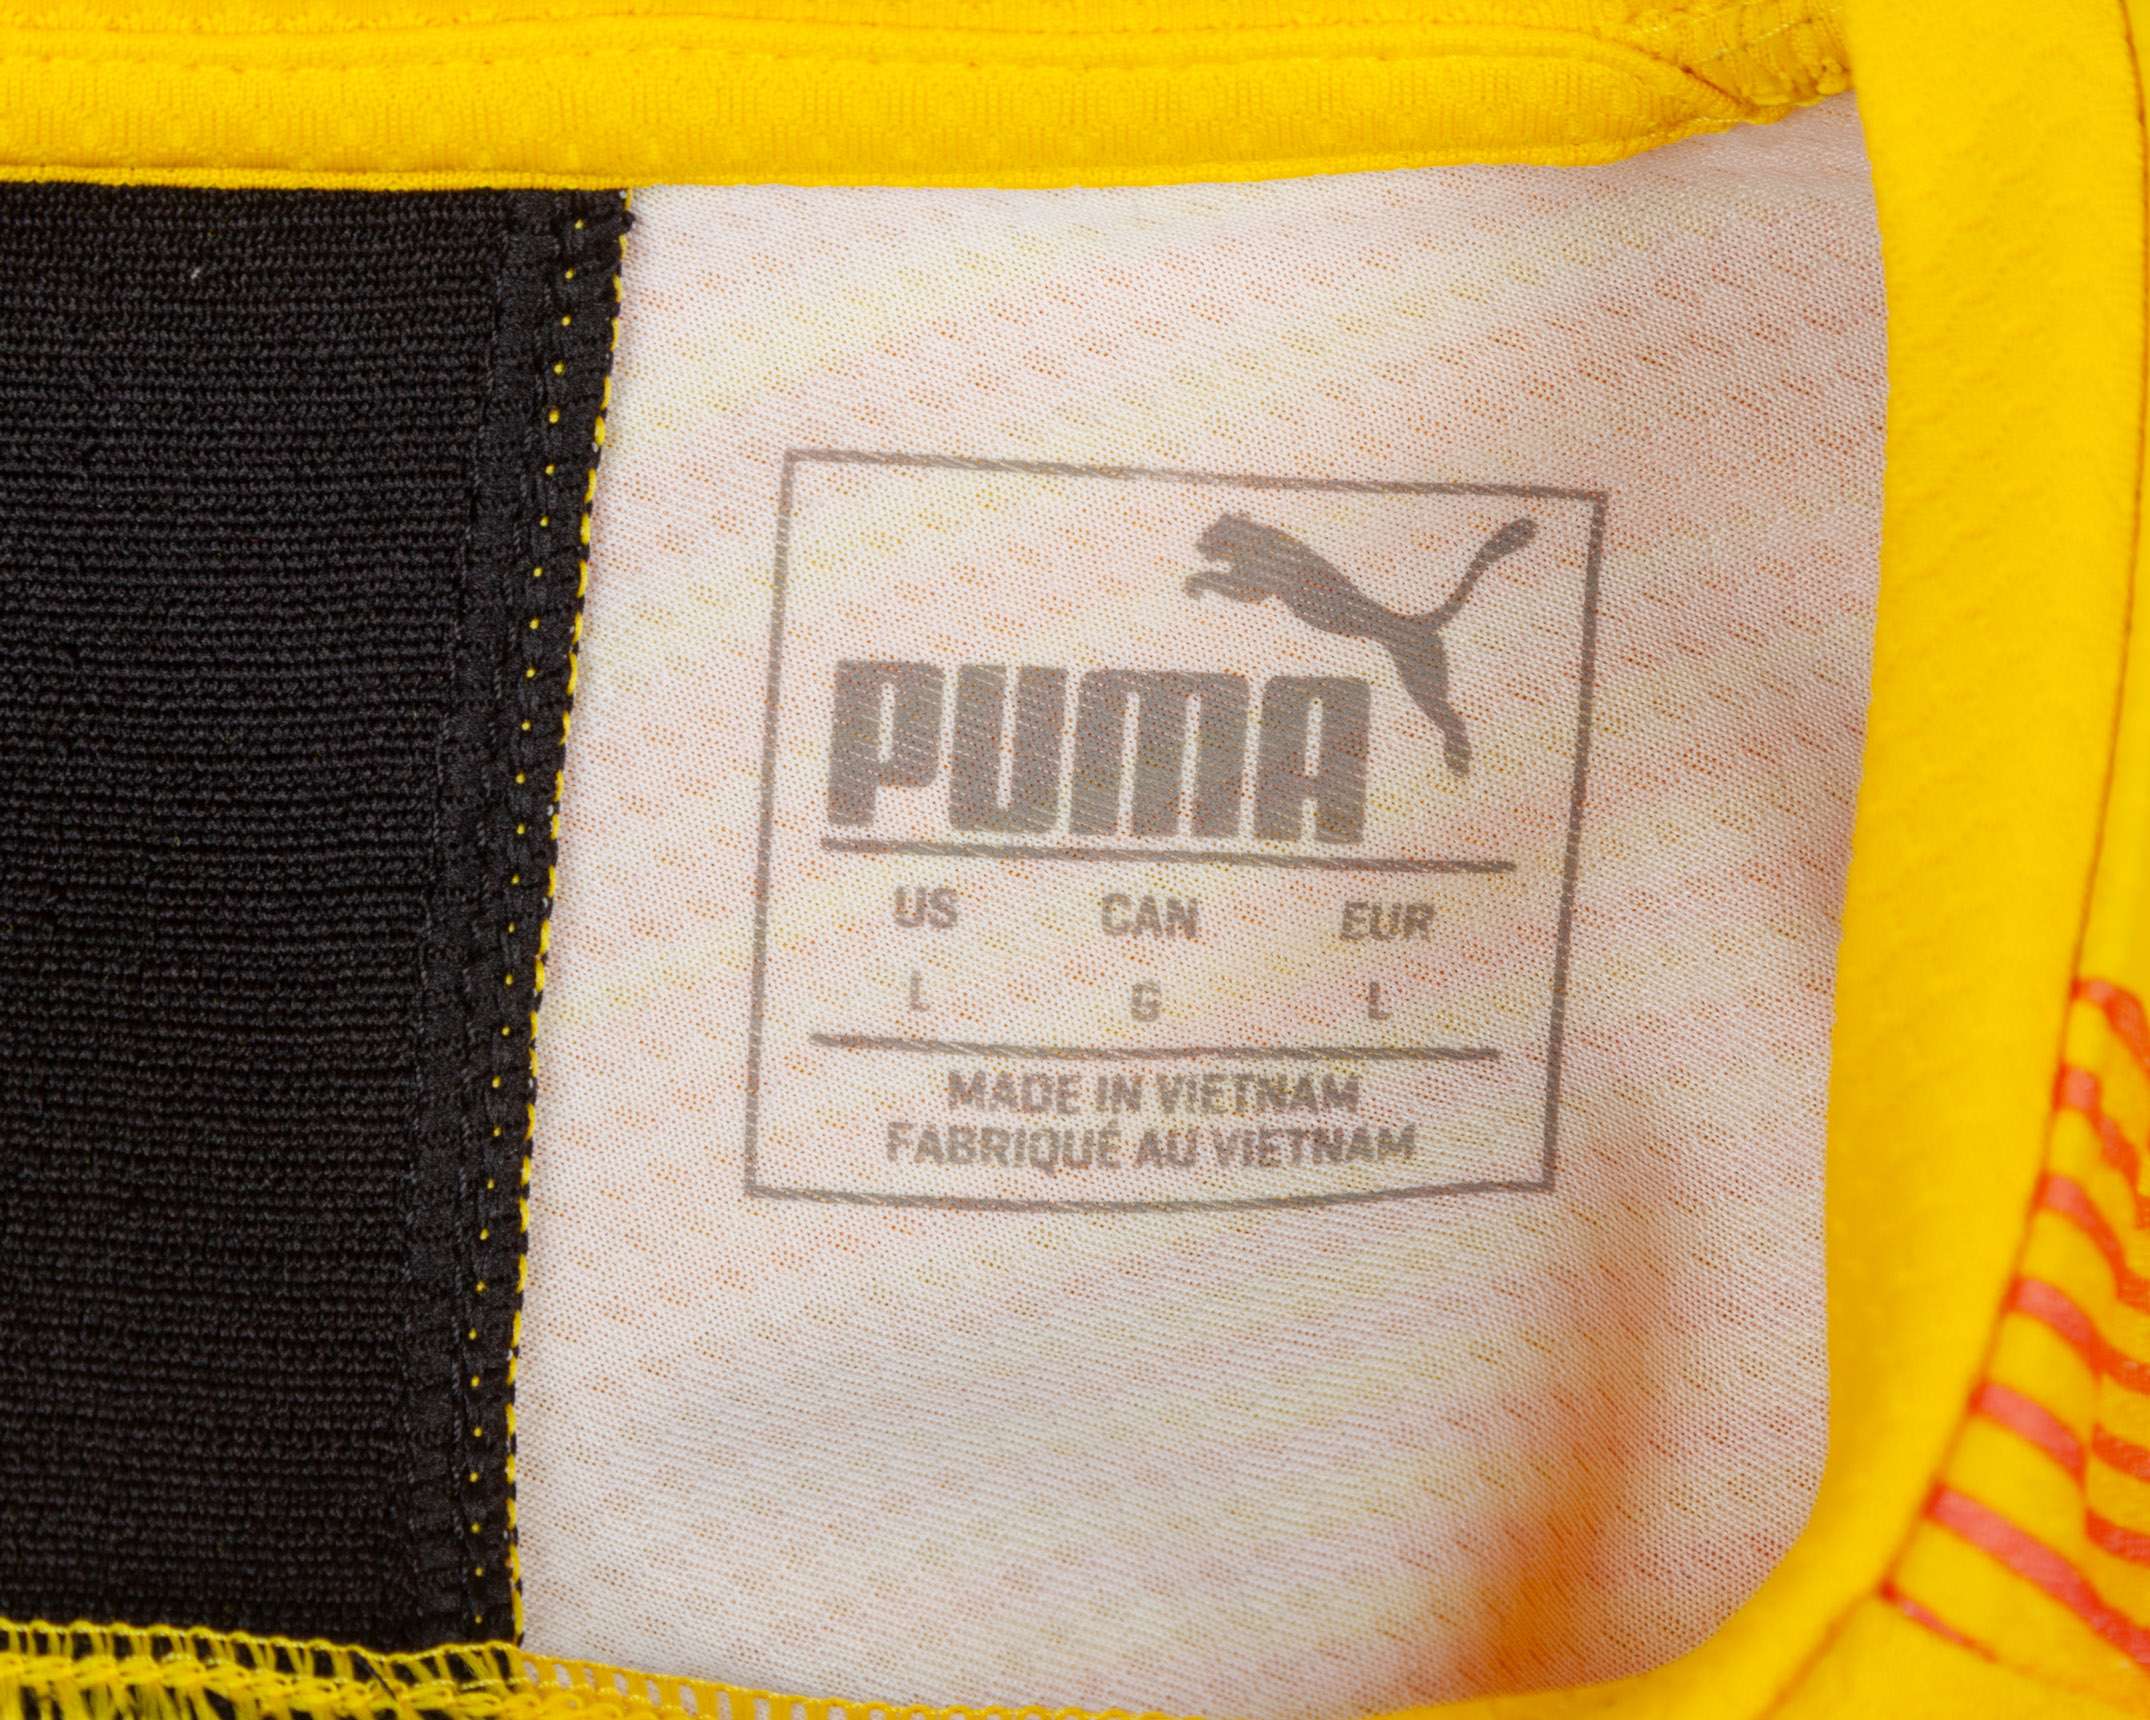 PUMA
US CAN EUR
L G L
MADE IN VIETNAM
FABRIQUÉ AU VIETNAM